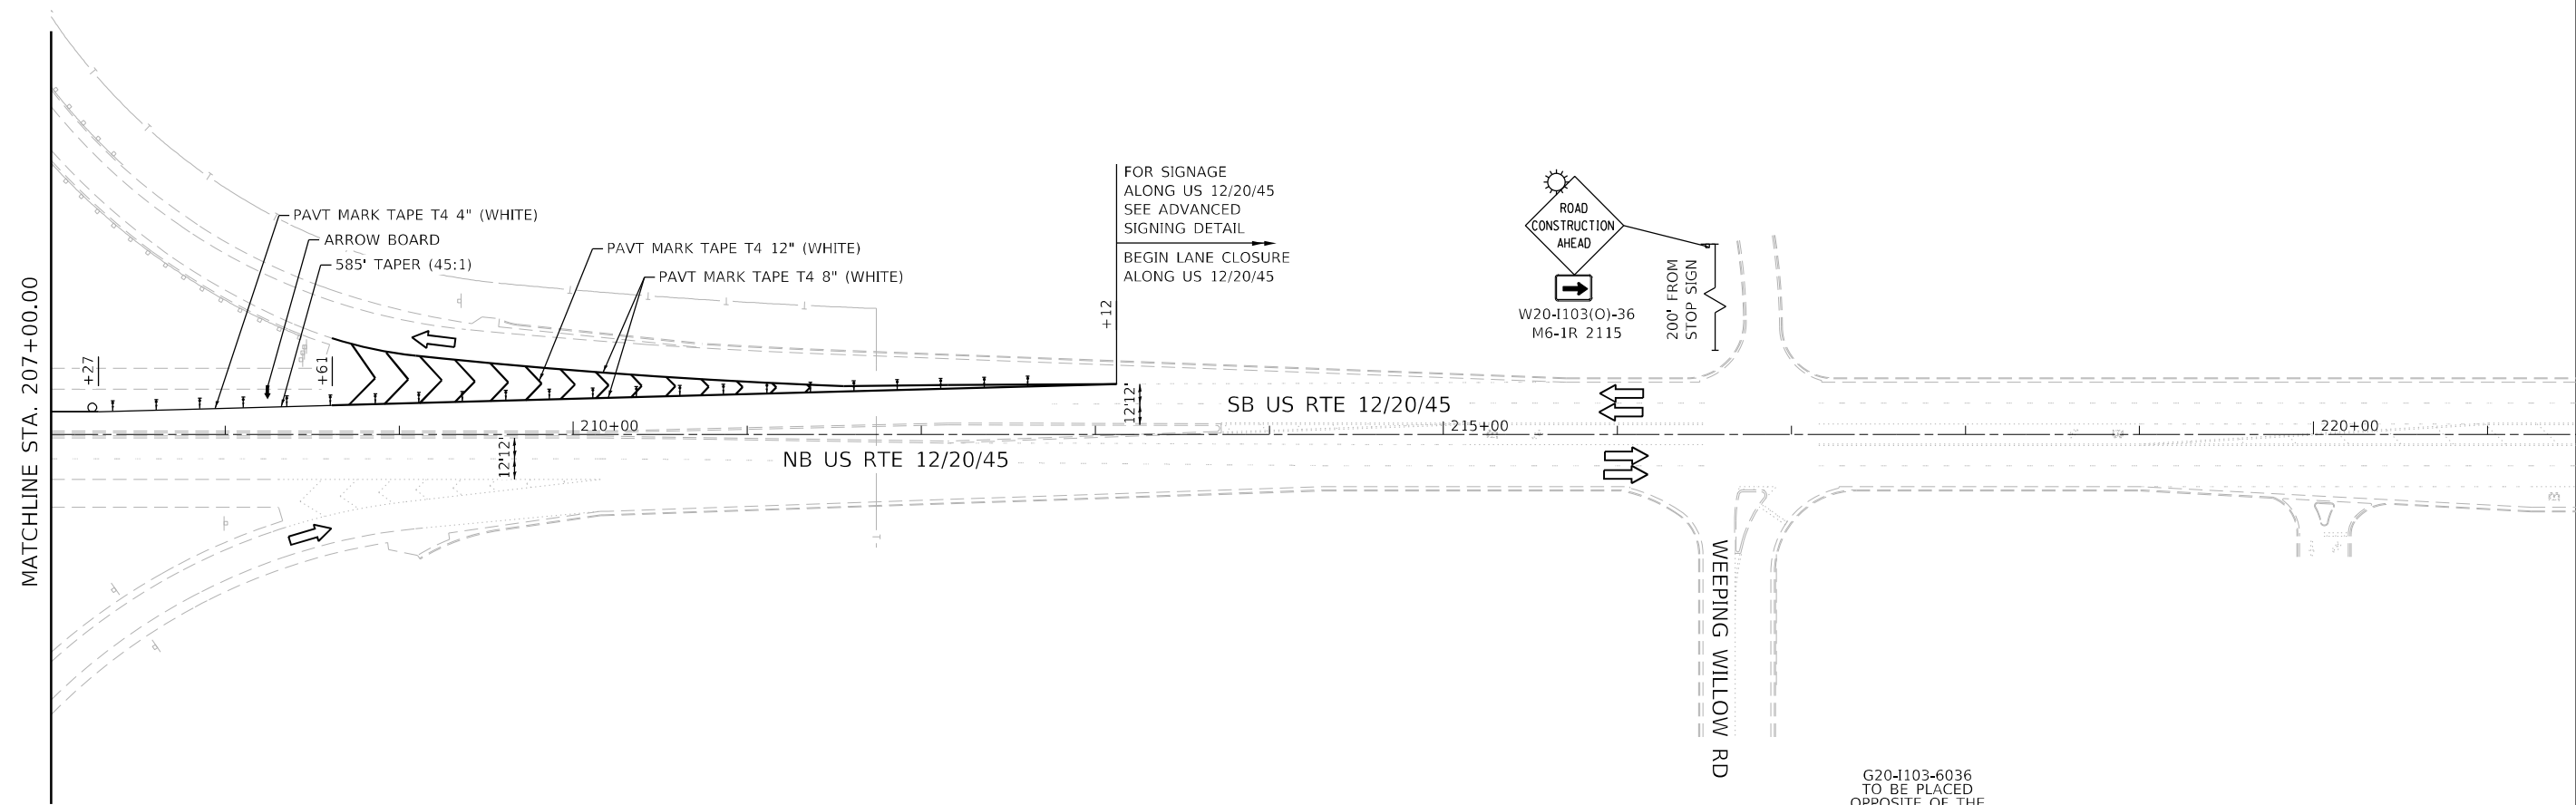 MATCHLINE STA. 207+00.00
PAVT MARK TAPE T4 4" (WHITE)
ARROW BOARD
585' TAPER (45:1)
PAVT MARK TAPE T4 12" (WHITE)
PAVT MARK TAPE T4 8" (WHITE)
FOR SIGNAGE
ALONG US 12/20/45
SEE ADVANCED
SIGNING DETAIL
BEGIN LANE CLOSURE
ALONG US 12/20/45
+12
+27
+61
ROAD
CONSTRUCTION
AHEAD
W20-I103(O)-36
M6-1R 2115
200' FROM
STOP SIGN
12'12'
SB US RTE 12/20/45
210+00
215+00
220+00
12'12'
NB US RTE 12/20/45
WEEPING WILLOW RD
G20-I103-6036
TO BE PLACED
OPPOSITE OF THE